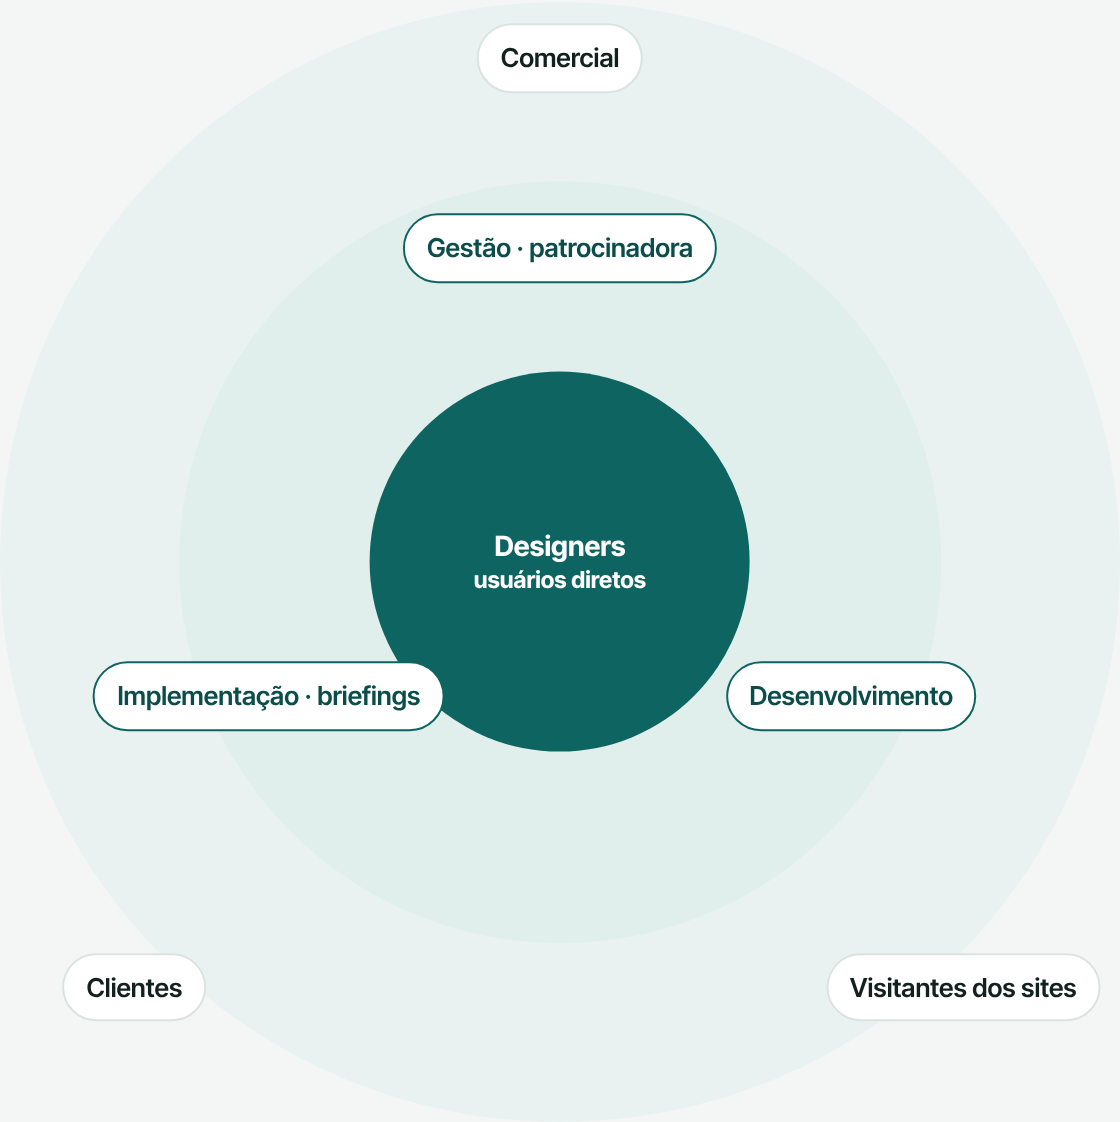 Comercial
Gestão · patrocinadora
Designers
usuários diretos
Implementação · briefings
Desenvolvimento
Clientes
Visitantes dos sites